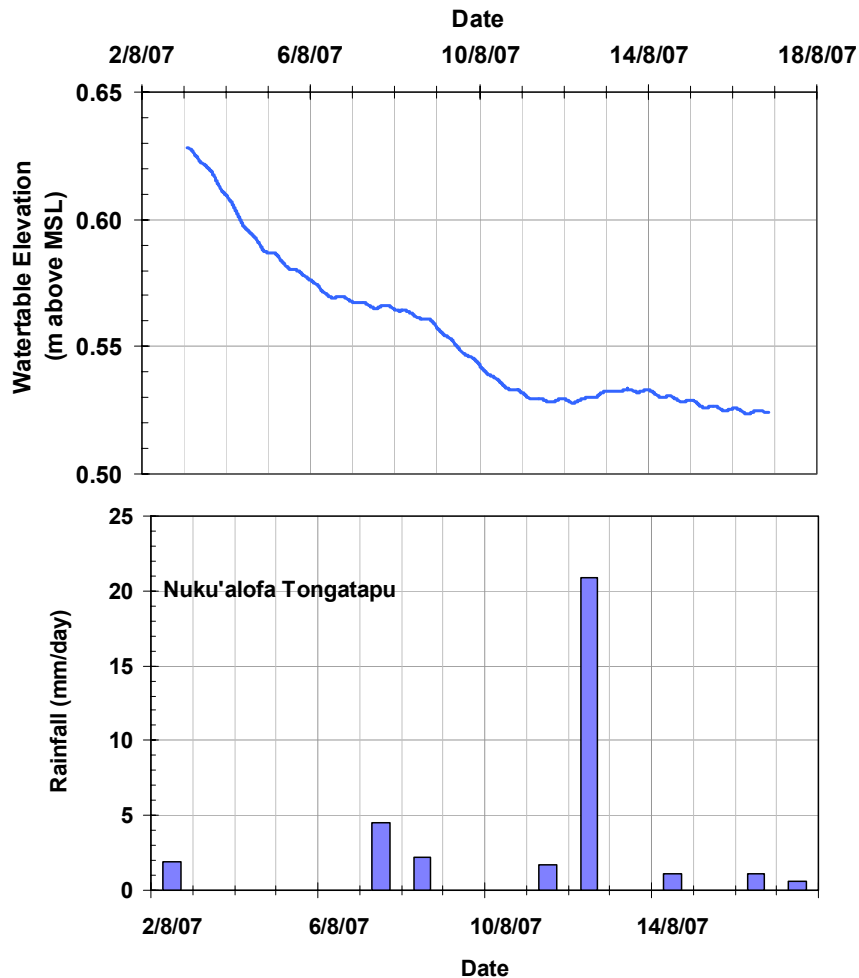 Date
2/8/07 6/8/07 10/8/07 14/8/07 18/8/07
0.65
0.60
0.55
0.50
Watertable Elevation
(m above MSL)
25
20
15
10
5
0
Rainfall (mm/day)
Nuku'alofa Tongatapu
2/8/07 6/8/07 10/8/07 14/8/07
Date